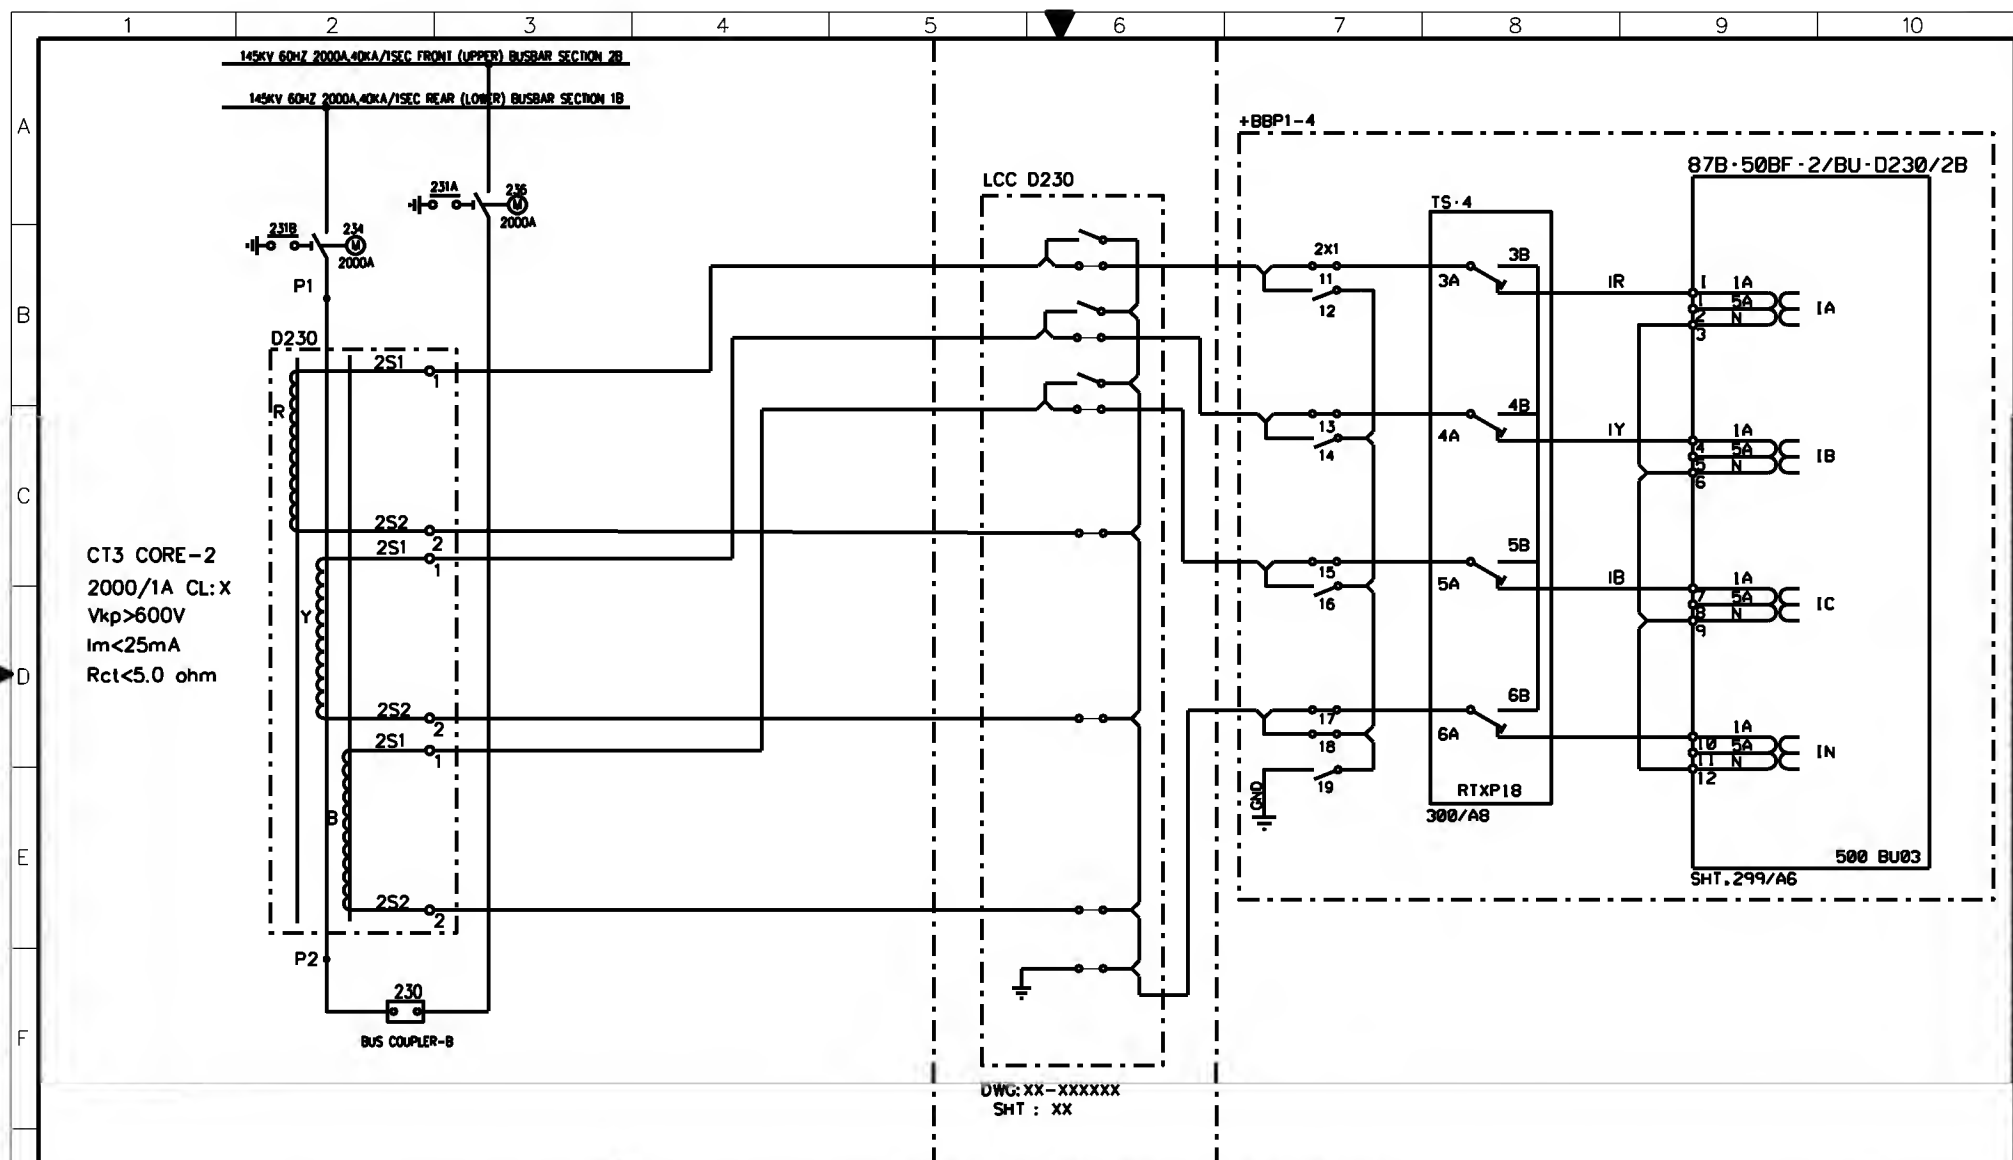 1 2 3 4 5 6 7 8 9 10
145KV 60HZ 2000A,40KA/1SEC FRONT (UPPER) BUSBAR SECTION 2B
145KV 60HZ 2000A,40KA/1SEC REAR (LOWER) BUSBAR SECTION 1B
A
B
C
D
E
F
231A
236
M
2000A
231B
234
M
2000A
P1
D230
R
2S1
1
2S2
2
2S1
1
Y
2S2
2
2S1
1
B
2S2
2
P2
230
BUS COUPLER-B
CT3 CORE-2
2000/1A CL:X
Vkp>600V
Im<25mA
Rct<5.0 ohm
LCC D230
DWG:XX-XXXXXX
SHT : XX
+BBP1-4
2X1
11
12
13
14
15
16
17
18
19
GND
TS·4
3B
3A
4B
4A
5B
5A
6B
6A
RTXP18
300/A8
IR
IY
IB
87B·50BF·2/BU·D230/2B
I 1A
1 5A
2 N
3
IA
1A
4 5A
5 N
6
IB
1A
7 5A
8 N
9
IC
1A
10 5A
11 N
12
IN
500 BU03
SHT.299/A6